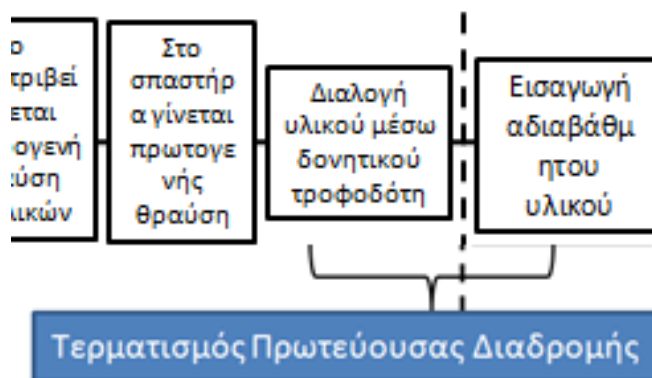 Στο
σπαστήρ
α γίνεται
πρωτογε
νής
θραύση
Διαλογή
υλικού μέσω
δονητικού
τροφοδότη
Εισαγωγή
αδιαβάθμ
ητου
υλικού
Τερματισμός Πρωτεύουσας Διαδρομής